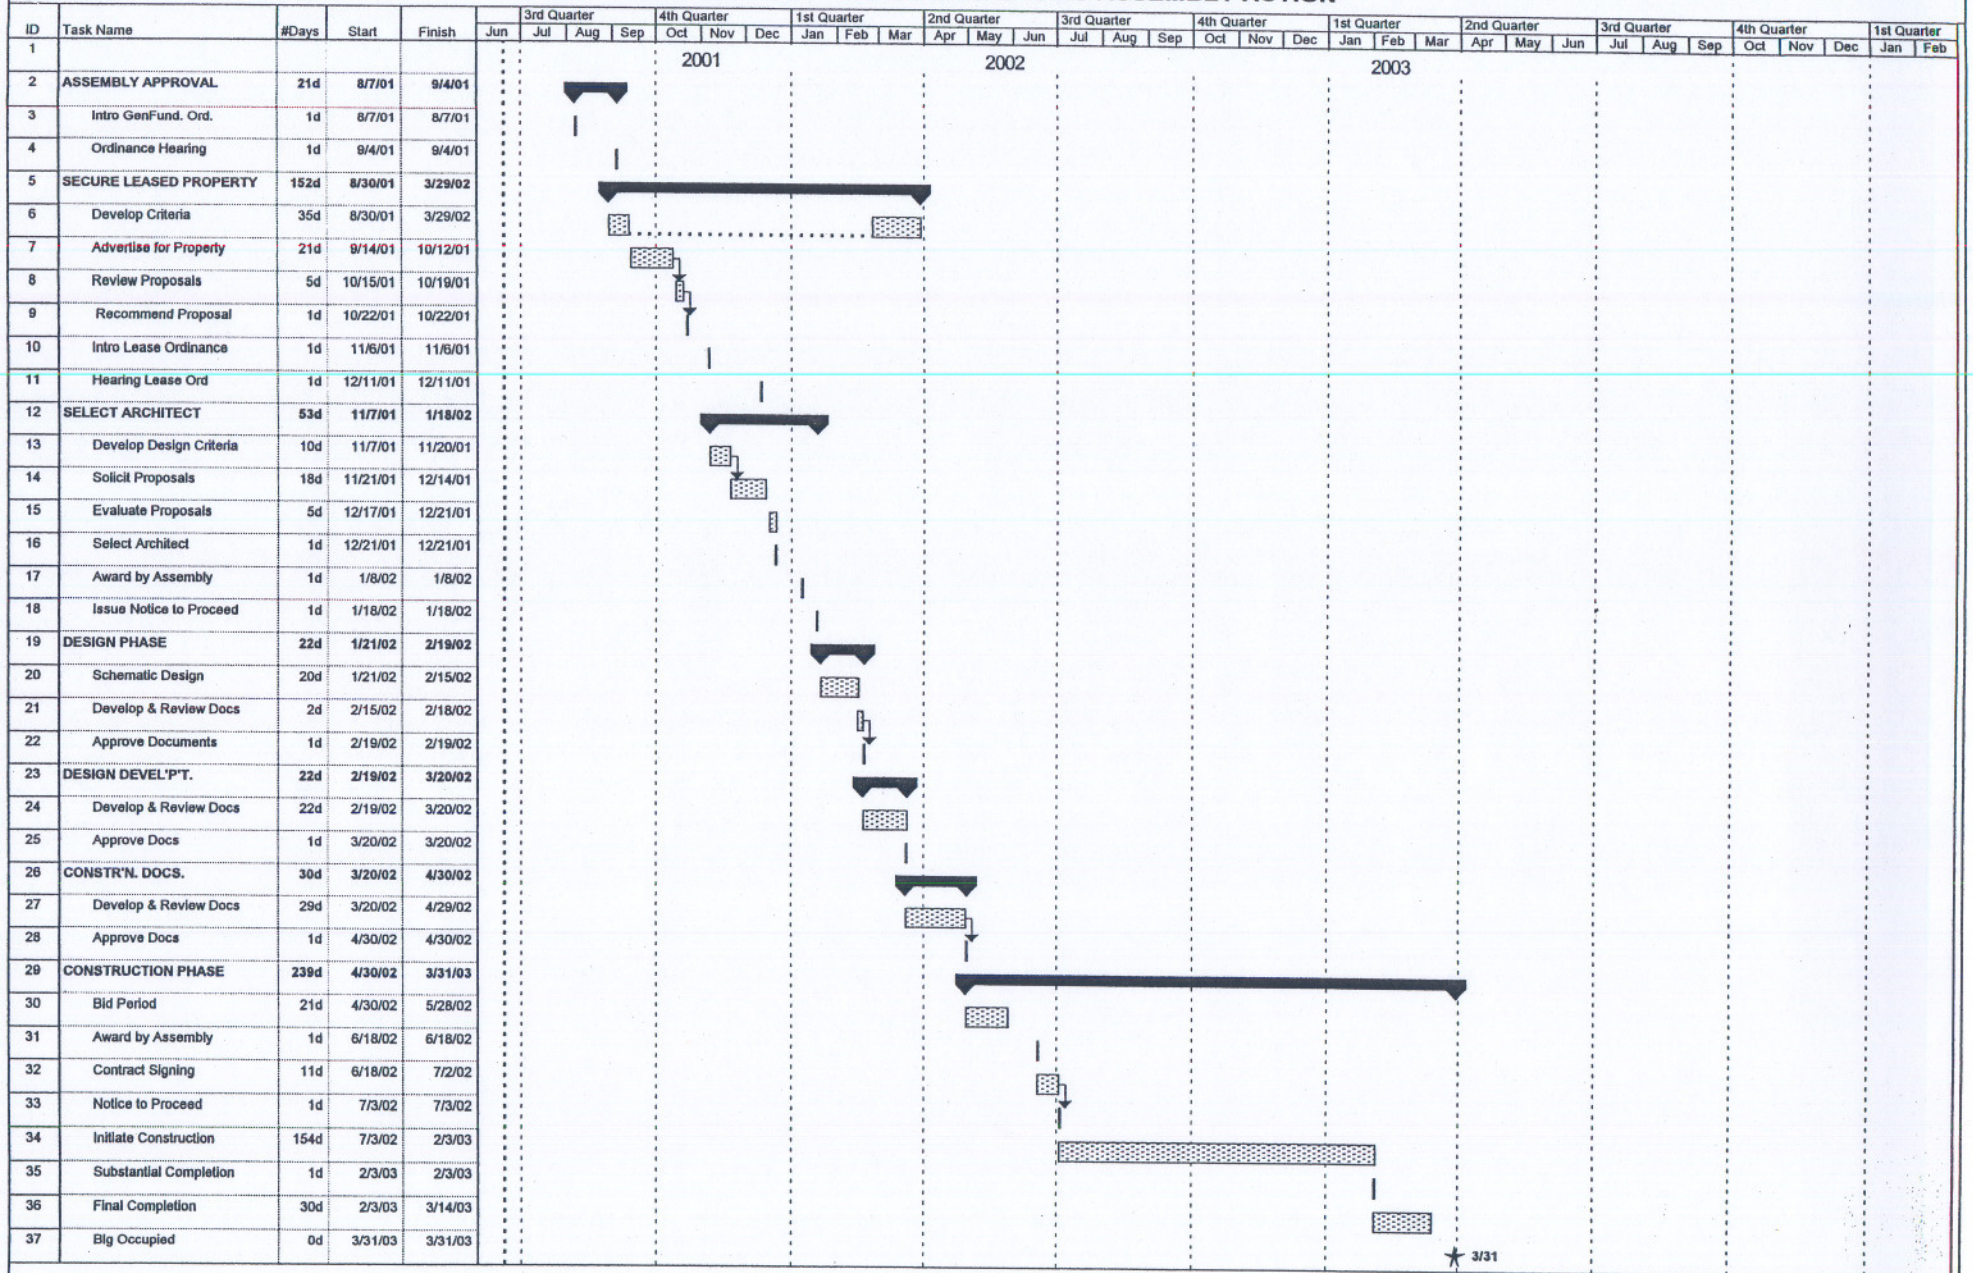 3rd Quarter 4th Quarter 1st Quarter 2nd Quarter 3rd Quarter 4th Quarter 1st Quarter 2nd Quarter 3rd Quarter 4th Quarter 1st Quarter
ID Task Name #Days Start Finish Jun Jul Aug Sep Oct Nov Dec Jan Feb Mar Apr May Jun Jul Aug Sep Oct Nov Dec Jan Feb Mar Apr May Jun Jul Aug Sep Oct Nov Dec Jan Feb
1
2001 2002 2003
2 ASSEMBLY APPROVAL 21d 8/7/01 9/4/01
3 Intro GenFund. Ord. 1d 8/7/01 8/7/01
4 Ordinance Hearing 1d 9/4/01 9/4/01
5 SECURE LEASED PROPERTY 152d 8/30/01 3/29/02
6 Develop Criteria 35d 8/30/01 3/29/02
7 Advertise for Property 21d 9/14/01 10/12/01
8 Review Proposals 5d 10/15/01 10/19/01
9 Recommend Proposal 1d 10/22/01 10/22/01
10 Intro Lease Ordinance 1d 11/6/01 11/6/01
11 Hearing Lease Ord 1d 12/11/01 12/11/01
12 SELECT ARCHITECT 53d 11/7/01 1/18/02
13 Develop Design Criteria 10d 11/7/01 11/20/01
14 Solicit Proposals 18d 11/21/01 12/14/01
15 Evaluate Proposals 5d 12/17/01 12/21/01
16 Select Architect 1d 12/21/01 12/21/01
17 Award by Assembly 1d 1/8/02 1/8/02
18 Issue Notice to Proceed 1d 1/18/02 1/18/02
19 DESIGN PHASE 22d 1/21/02 2/19/02
20 Schematic Design 20d 1/21/02 2/15/02
21 Develop & Review Docs 2d 2/15/02 2/18/02
22 Approve Documents 1d 2/19/02 2/19/02
23 DESIGN DEVEL'P'T. 22d 2/19/02 3/20/02
24 Develop & Review Docs 22d 2/19/02 3/20/02
25 Approve Docs 1d 3/20/02 3/20/02
26 CONSTR'N. DOCS. 30d 3/20/02 4/30/02
27 Develop & Review Docs 29d 3/20/02 4/29/02
28 Approve Docs 1d 4/30/02 4/30/02
29 CONSTRUCTION PHASE 239d 4/30/02 3/31/03
30 Bid Period 21d 4/30/02 5/28/02
31 Award by Assembly 1d 6/18/02 6/18/02
32 Contract Signing 11d 6/18/02 7/2/02
33 Notice to Proceed 1d 7/3/02 7/3/02
34 Initiate Construction 154d 7/3/02 2/3/03
35 Substantial Completion 1d 2/3/03 2/3/03
36 Final Completion 30d 2/3/03 3/14/03
37 Blg Occupied 0d 3/31/03 3/31/03 3/31